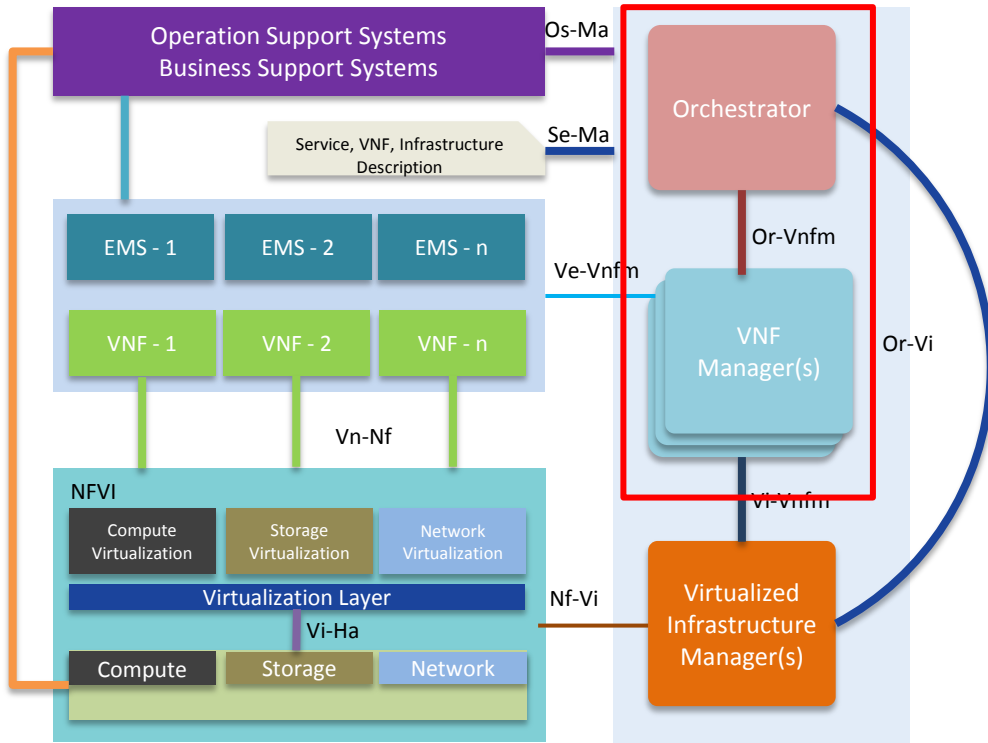 Operation Support Systems
Business Support Systems
Os-Ma
Orchestrator
Se-Ma
Service, VNF, Infrastructure
Description
EMS - 1
EMS - 2
EMS - n
Or-Vnfm
Ve-Vnfm
VNF - 1
VNF - 2
VNF - n
VNF
Manager(s)
Or-Vi
Vn-Nf
NFVI
Vi-Vnfm
Compute
Virtualization
Storage
Virtualization
Network
Virtualization
Virtualization Layer
Nf-Vi
Virtualized
Infrastructure
Manager(s)
Vi-Ha
Compute
Storage
Network